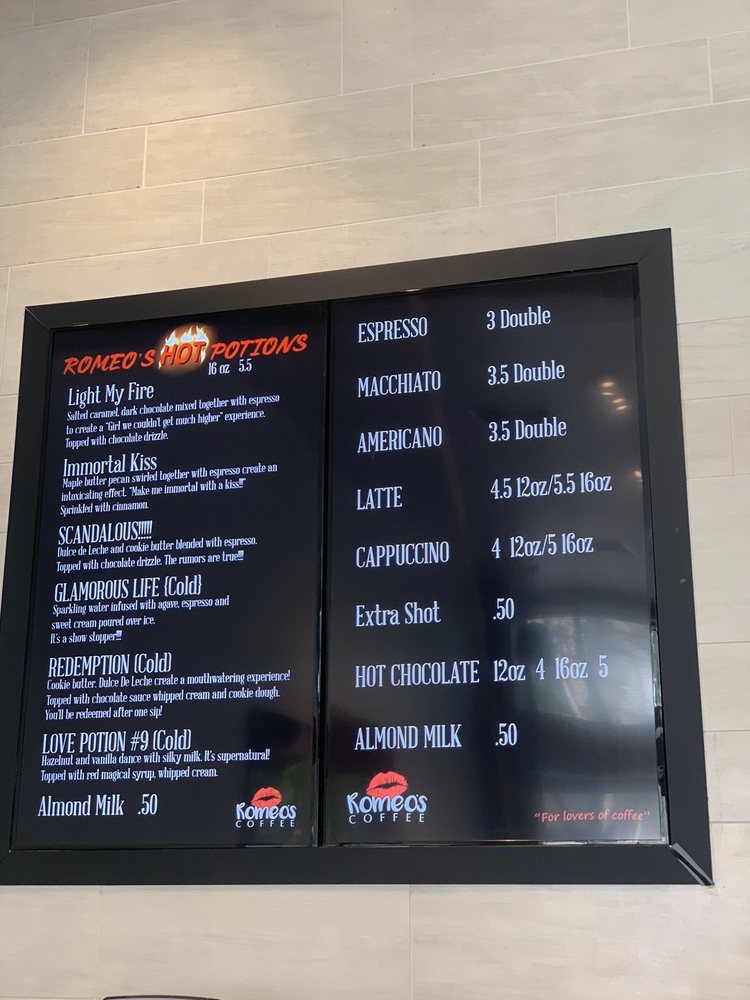 ROMEO'S HOT POTIONS
16 oz 5.5
Light My Fire
Salted caramel, dark chocolate mixed together with espresso
to create a "Girl we couldn't get much higher" experience.
Topped with chocolate drizzle.
Immortal Kiss
Maple butter pecan swirled together with espresso create an
intoxicating effect. "Make me immortal with a kiss!!"
Sprinkled with cinnamon.
SCANDALOUS!!!!!
Dulce de Leche and cookie butter blended with espresso.
Topped with chocolate drizzle. The rumors are true!!!
GLAMOROUS LIFE {Cold}
Sparkling water infused with agave, espresso and
sweet cream poured over ice.
It's a show stopper!!!
REDEMPTION (Cold)
Cookie butter, Dulce De Leche create a mouthwatering experience!
Topped with chocolate sauce whipped cream and cookie dough.
You'll be redeemed after one sip!
LOVE POTION #9 (Cold)
Hazelnut and vanilla dance with silky milk. It's supernatural!
Topped with red magical syrup, whipped cream.
Almond Milk .50
Romeo's
COFFEE
ESPRESSO 3 Double
MACCHIATO 3.5 Double
AMERICANO 3.5 Double
LATTE 4.5 12oz/5.5 16oz
CAPPUCCINO 4 12oz/5 16oz
Extra Shot .50
HOT CHOCOLATE 12oz 4 16oz 5
ALMOND MILK .50
Romeo's
COFFEE
"For lovers of coffee"